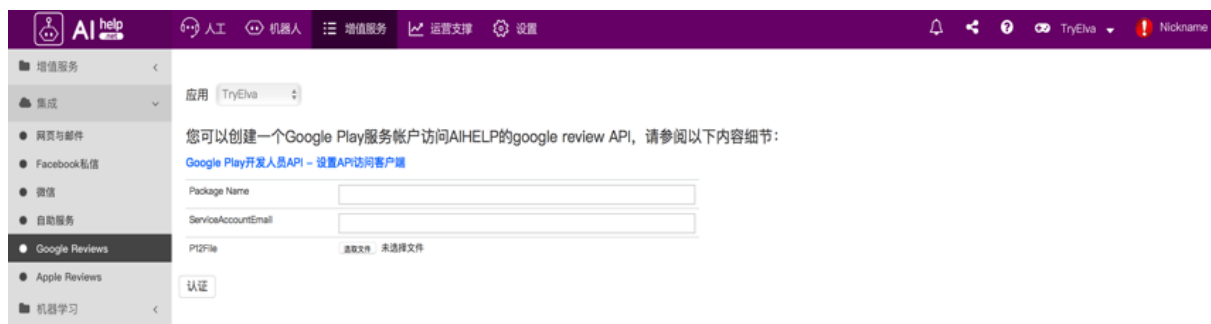 AI help .net
人工 机器人 增值服务 运营支撑 设置 TryElva Nickname
增值服务
集成
网页与邮件
Facebook私信
微信
自助服务
Google Reviews
Apple Reviews
机器学习
应用 TryElva
您可以创建一个Google Play服务帐户访问AIHELP的google review API，请参阅以下内容细节：
Google Play开发人员API – 设置API访问客户端
Package Name
ServiceAccountEmail
P12File 选取文件 未选择文件
认证